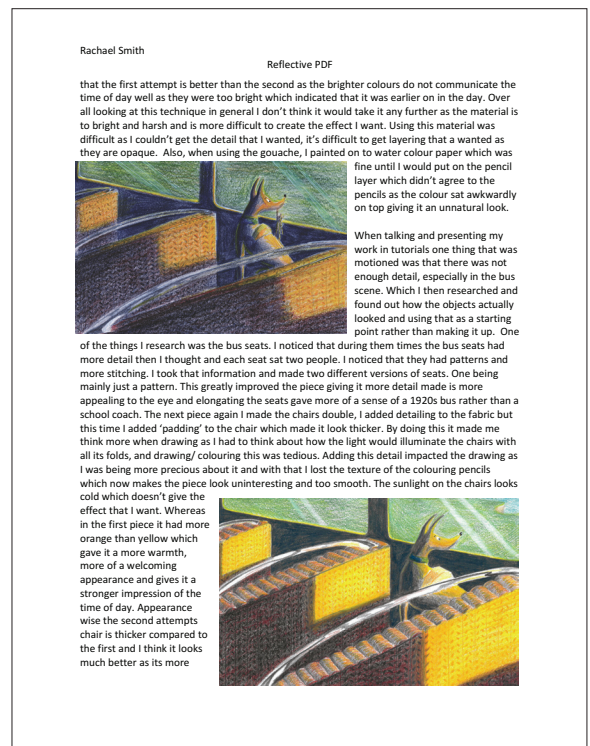 Rachael Smith
Reflective PDF
that the first attempt is better than the second as the brighter colours do not communicate the
time of day well as they were too bright which indicated that it was earlier on in the day. Over
all looking at this technique in general I don't think it would take it any further as the material is
to bright and harsh and is more difficult to create the effect I want. Using this material was
difficult as I couldn't get the detail that I wanted, it's difficult to get layering that a wanted as
they are opaque.  Also, when using the gouache, I painted on to water colour paper which was
fine until I would put on the pencil
layer which didn't agree to the
pencils as the colour sat awkwardly
on top giving it an unnatural look.
When talking and presenting my
work in tutorials one thing that was
motioned was that there was not
enough detail, especially in the bus
scene. Which I then researched and
found out how the objects actually
looked and using that as a starting
point rather than making it up.  One
of the things I research was the bus seats. I noticed that during them times the bus seats had
more detail then I thought and each seat sat two people. I noticed that they had patterns and
more stitching. I took that information and made two different versions of seats. One being
mainly just a pattern. This greatly improved the piece giving it more detail made is more
appealing to the eye and elongating the seats gave more of a sense of a 1920s bus rather than a
school coach. The next piece again I made the chairs double, I added detailing to the fabric but
this time I added 'padding' to the chair which made it look thicker. By doing this it made me
think more when drawing as I had to think about how the light would illuminate the chairs with
all its folds, and drawing/ colouring this was tedious. Adding this detail impacted the drawing as
I was being more precious about it and with that I lost the texture of the colouring pencils
which now makes the piece look uninteresting and too smooth. The sunlight on the chairs looks
cold which doesn't give the
effect that I want. Whereas
in the first piece it had more
orange than yellow which
gave it a more warmth,
more of a welcoming
appearance and gives it a
stronger impression of the
time of day. Appearance
wise the second attempts
chair is thicker compared to
the first and I think it looks
much better as its more